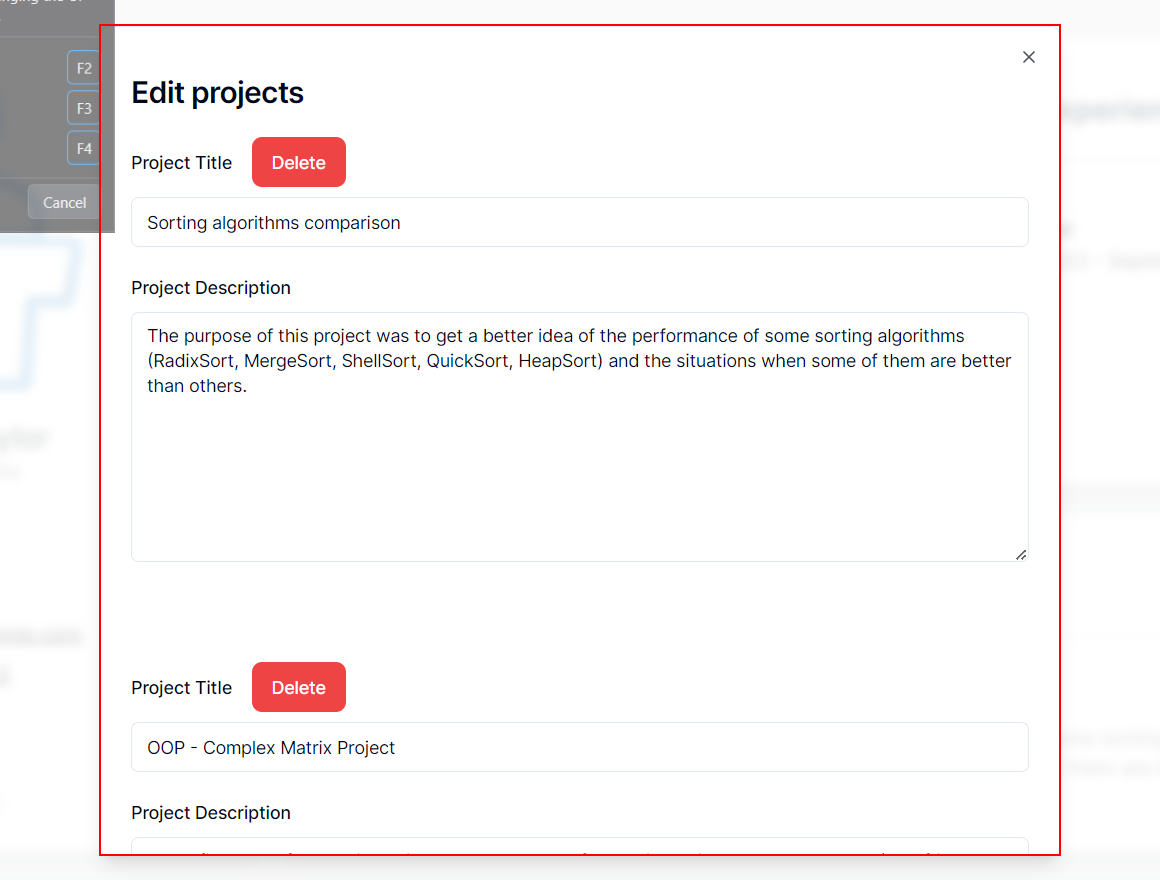 F2
F3
F4
Cancel
Edit projects
Project Title
Delete
Sorting algorithms comparison
Project Description
The purpose of this project was to get a better idea of the performance of some sorting algorithms
(RadixSort, MergeSort, ShellSort, QuickSort, HeapSort) and the situations when some of them are better
than others.
Project Title
Delete
OOP - Complex Matrix Project
Project Description